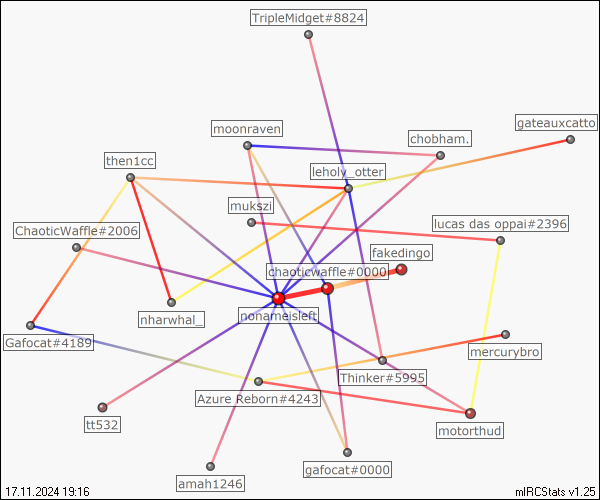 TripleMidget#8824
gateauxcatto
moonraven
chobham.
then1cc
leholy_otter
mukszi
lucas das oppai#2396
ChaoticWaffle#2006
fakedingo
chaoticwaffle#0000
nonameisleft
nharwhal_
Gafocat#4189
mercurybro
Thinker#5995
Azure Reborn#4243
tt532
motorthud
gafocat#0000
amah1246
17.11.2024 19:16
mIRCStats v1.25